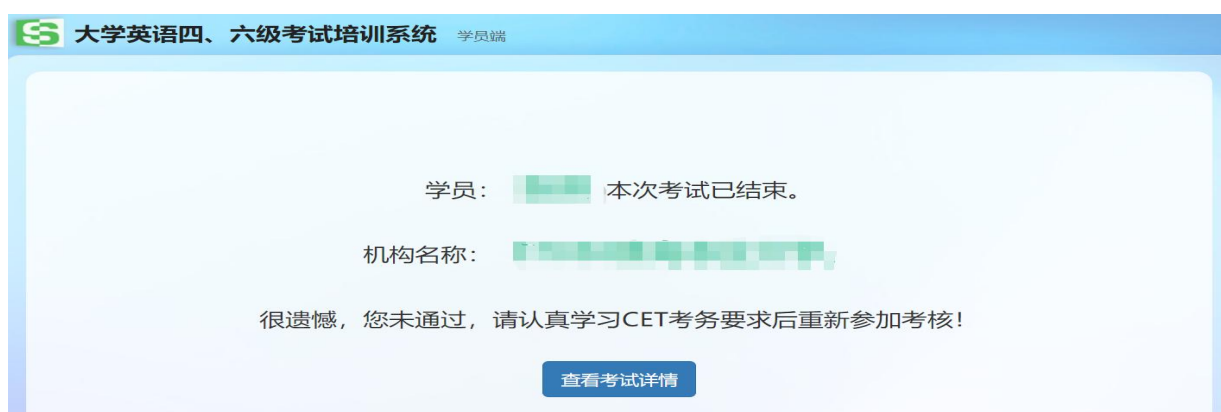 大学英语四、六级考试培训系统 学员端
学员： 本次考试已结束。
机构名称：
很遗憾，您未通过，请认真学习CET考务要求后重新参加考核！
查看考试详情